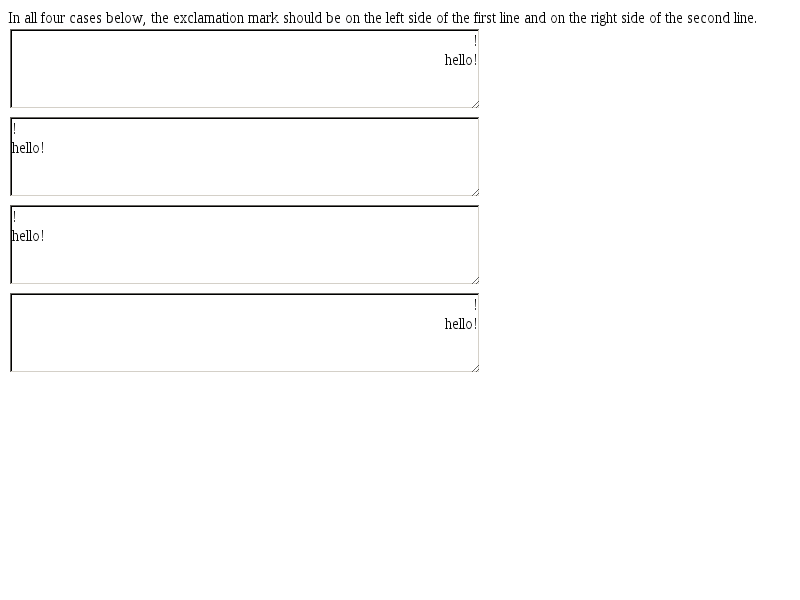 In all four cases below, the exclamation mark should be on the left side of the first line and on the right side of the second line.
!
hello!
!
hello!
!
hello!
!
hello!